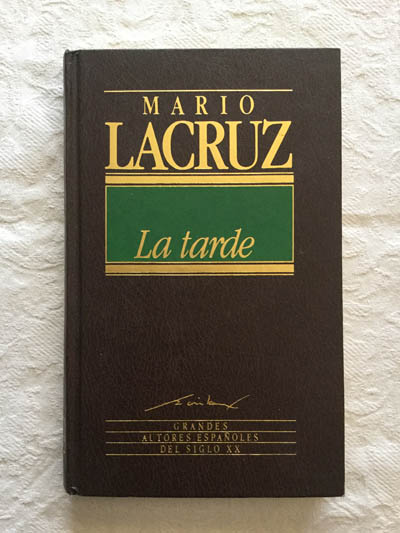 MARIO
LACRUZ
La tarde
GRANDES
AUTORES ESPAÑOLES
DEL SIGLO XX